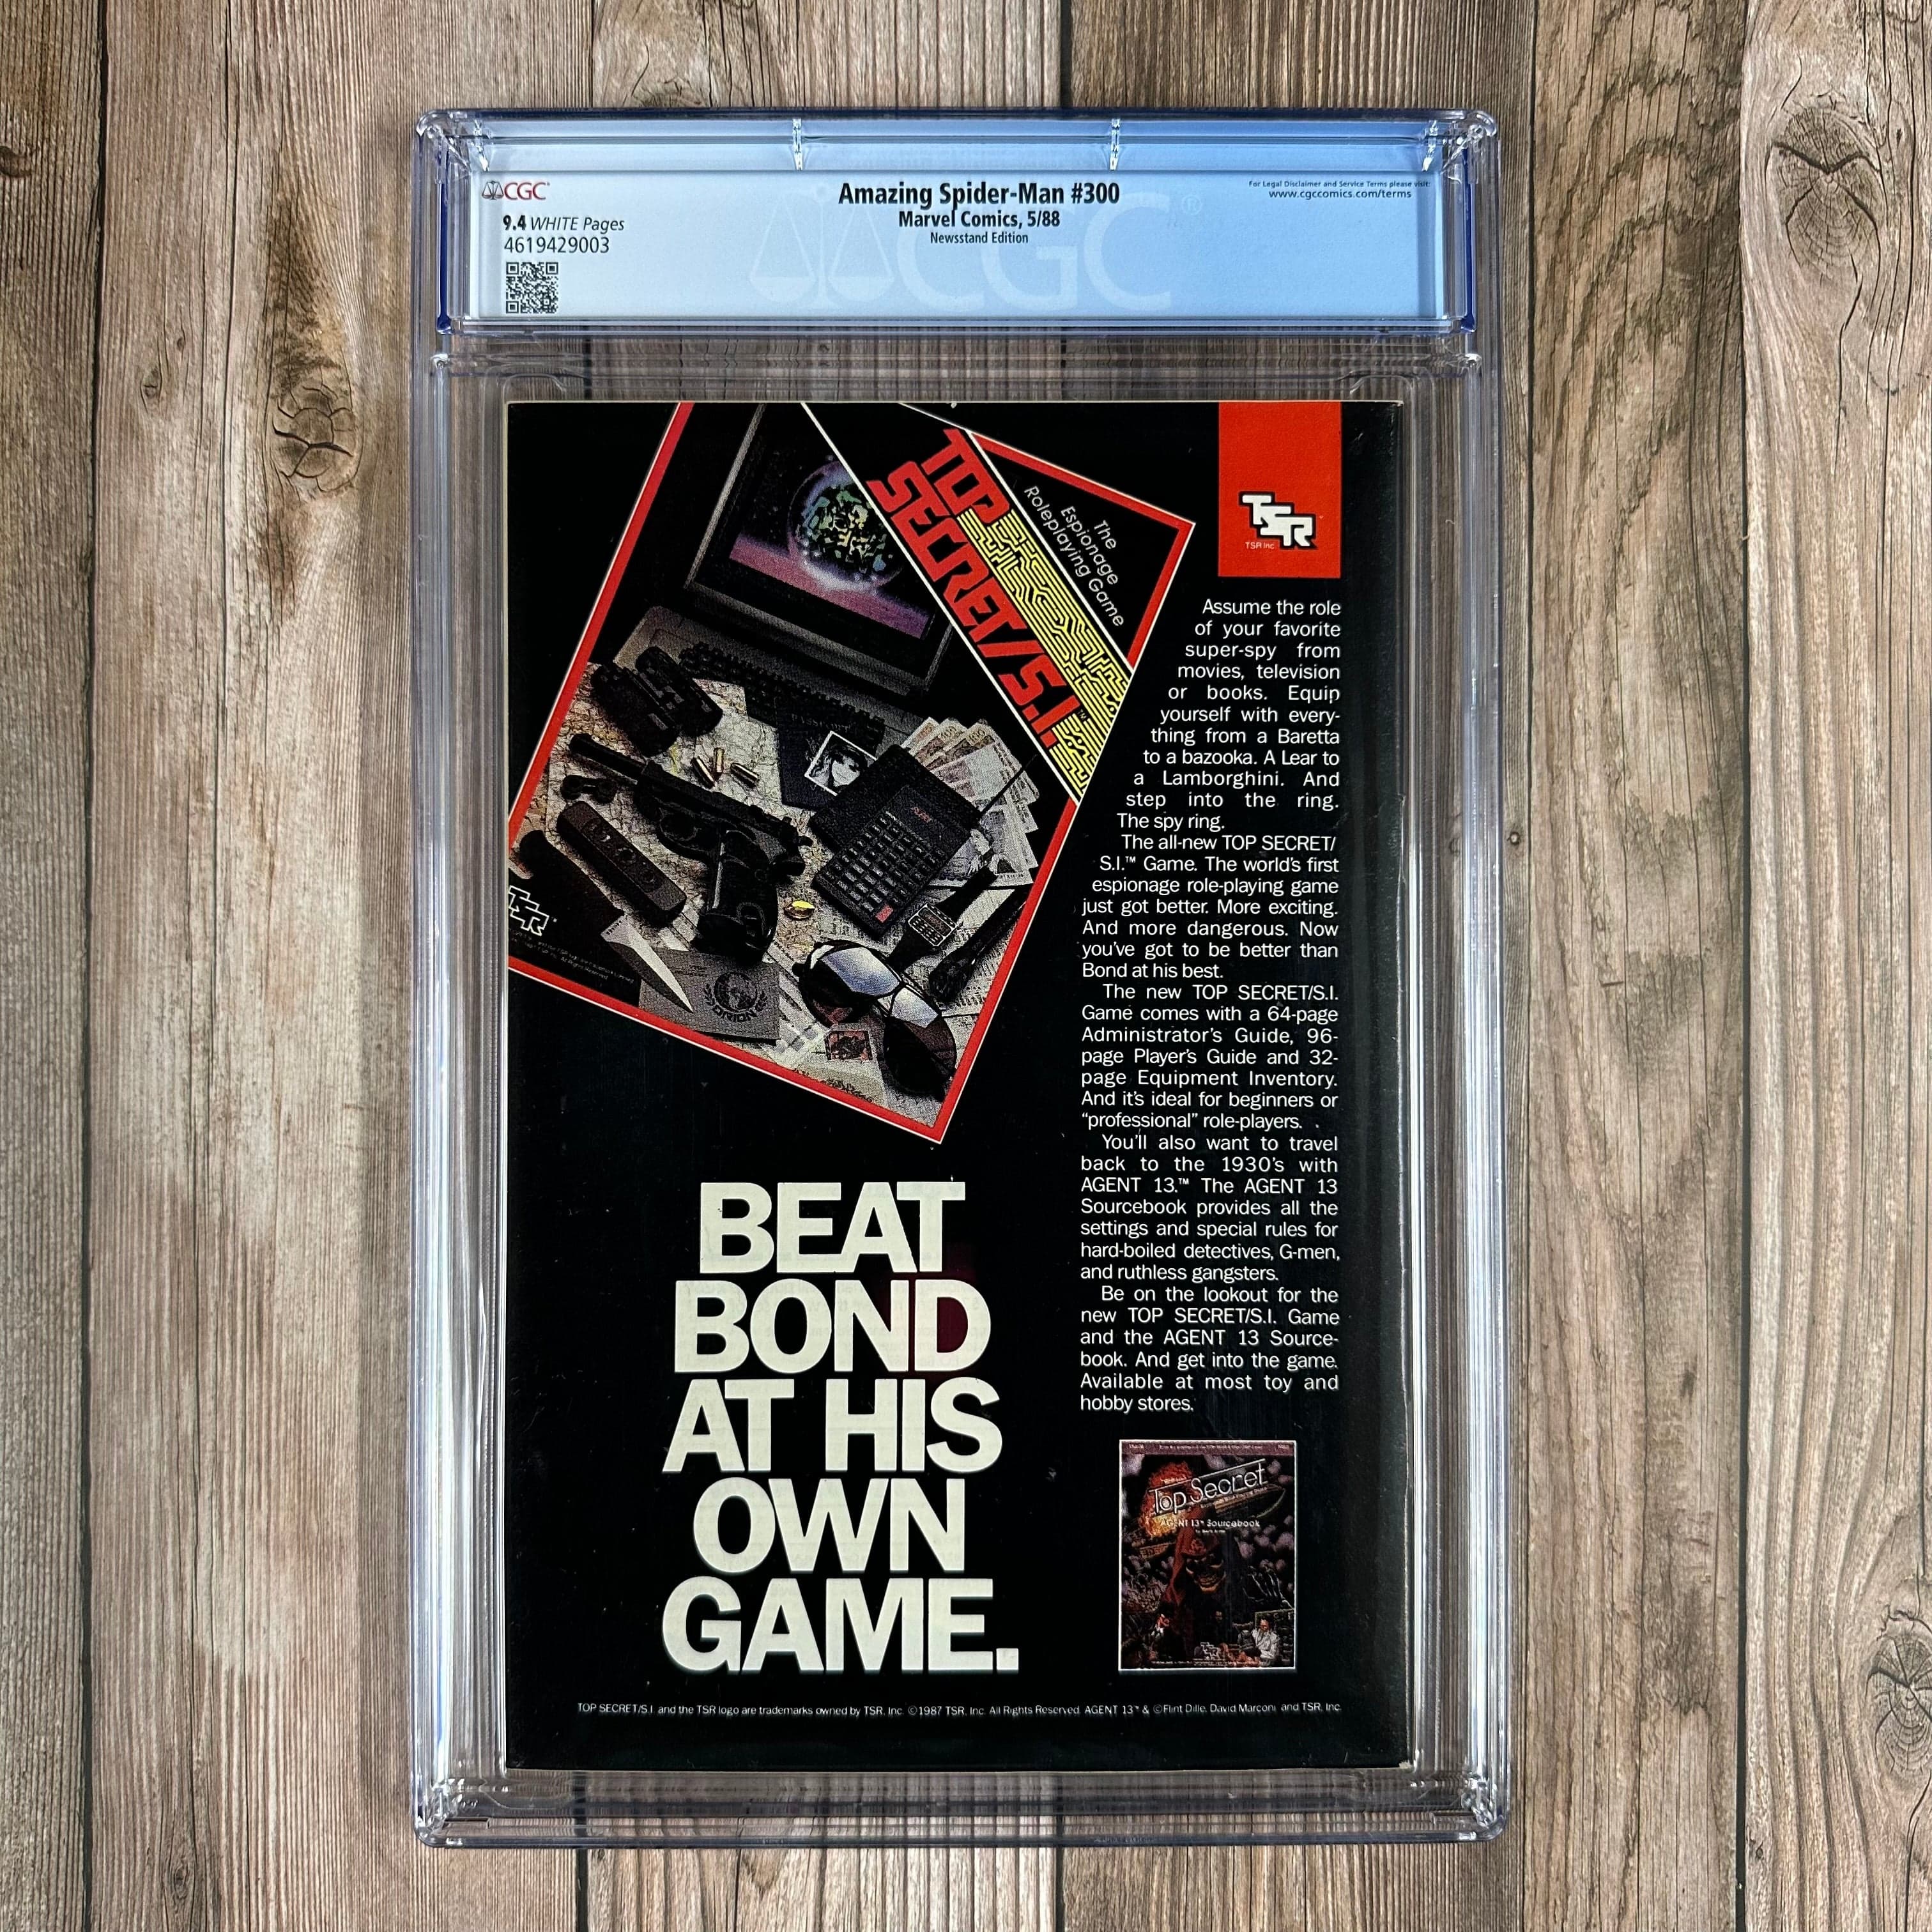 CGC
9.4 WHITE Pages
4619429003
Amazing Spider-Man #300
Marvel Comics, 5/88
Newsstand Edition
For Legal Disclaimer and Service Terms please visit:
www.cgccomics.com/terms
CGC
TOP
SECRET/S.I.™
The
Espionage
Roleplaying Game
ORION
TSR
TSR
TSR Inc
Assume the role
of your favorite
super-spy from
movies, television
or books. Equip
yourself with every-
thing from a Baretta
to a bazooka. A Lear to
a Lamborghini. And
step into the ring.
The spy ring.
The all-new TOP SECRET/
S.I.™ Game. The world's first
espionage role-playing game
just got better. More exciting.
And more dangerous. Now
you've got to be better than
Bond at his best.
The new TOP SECRET/S.I.
Game comes with a 64-page
Administrator's Guide, 96-
page Player's Guide and 32-
page Equipment Inventory.
And it's ideal for beginners or
“professional” role-players.
You'll also want to travel
back to the 1930's with
AGENT 13.™ The AGENT 13
Sourcebook provides all the
settings and special rules for
hard-boiled detectives, G-men,
and ruthless gangsters.
Be on the lookout for the
new TOP SECRET/S.I. Game
and the AGENT 13 Source-
book. And get into the game.
Available at most toy and
hobby stores.
BEAT
BOND
AT HIS
OWN
GAME.
Top Secret
AGENT 13™ Sourcebook
TOP SECRET/S.I. and the TSR logo are trademarks owned by TSR, Inc. ©1987 TSR, Inc. All Rights Reserved. AGENT 13™ & ©Flint Dille, David Marconi, and TSR, Inc.